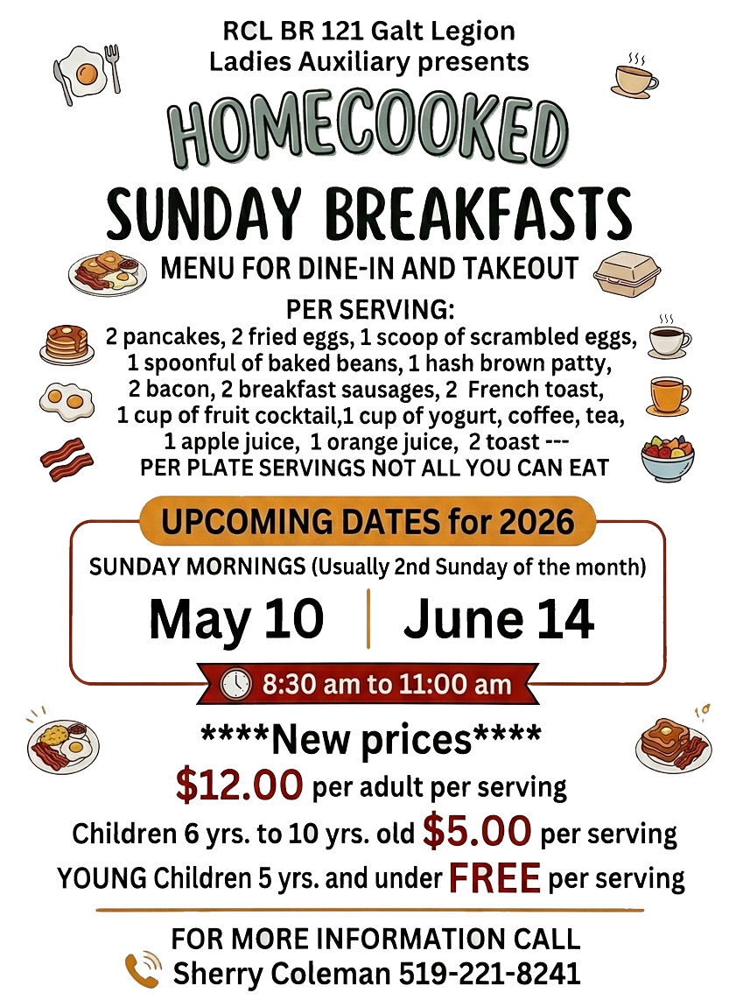 RCL BR 121 Galt Legion
Ladies Auxiliary presents
HOMECOOKED
SUNDAY BREAKFASTS
MENU FOR DINE-IN AND TAKEOUT
PER SERVING:
2 pancakes, 2 fried eggs, 1 scoop of scrambled eggs,
1 spoonful of baked beans, 1 hash brown patty,
2 bacon, 2 breakfast sausages, 2 French toast,
1 cup of fruit cocktail,1 cup of yogurt, coffee, tea,
1 apple juice, 1 orange juice, 2 toast ---
PER PLATE SERVINGS NOT ALL YOU CAN EAT
UPCOMING DATES for 2026
SUNDAY MORNINGS (Usually 2nd Sunday of the month)
May 10 June 14
8:30 am to 11:00 am
****New prices****
$12.00 per adult per serving
Children 6 yrs. to 10 yrs. old $5.00 per serving
YOUNG Children 5 yrs. and under FREE per serving
FOR MORE INFORMATION CALL
Sherry Coleman 519-221-8241